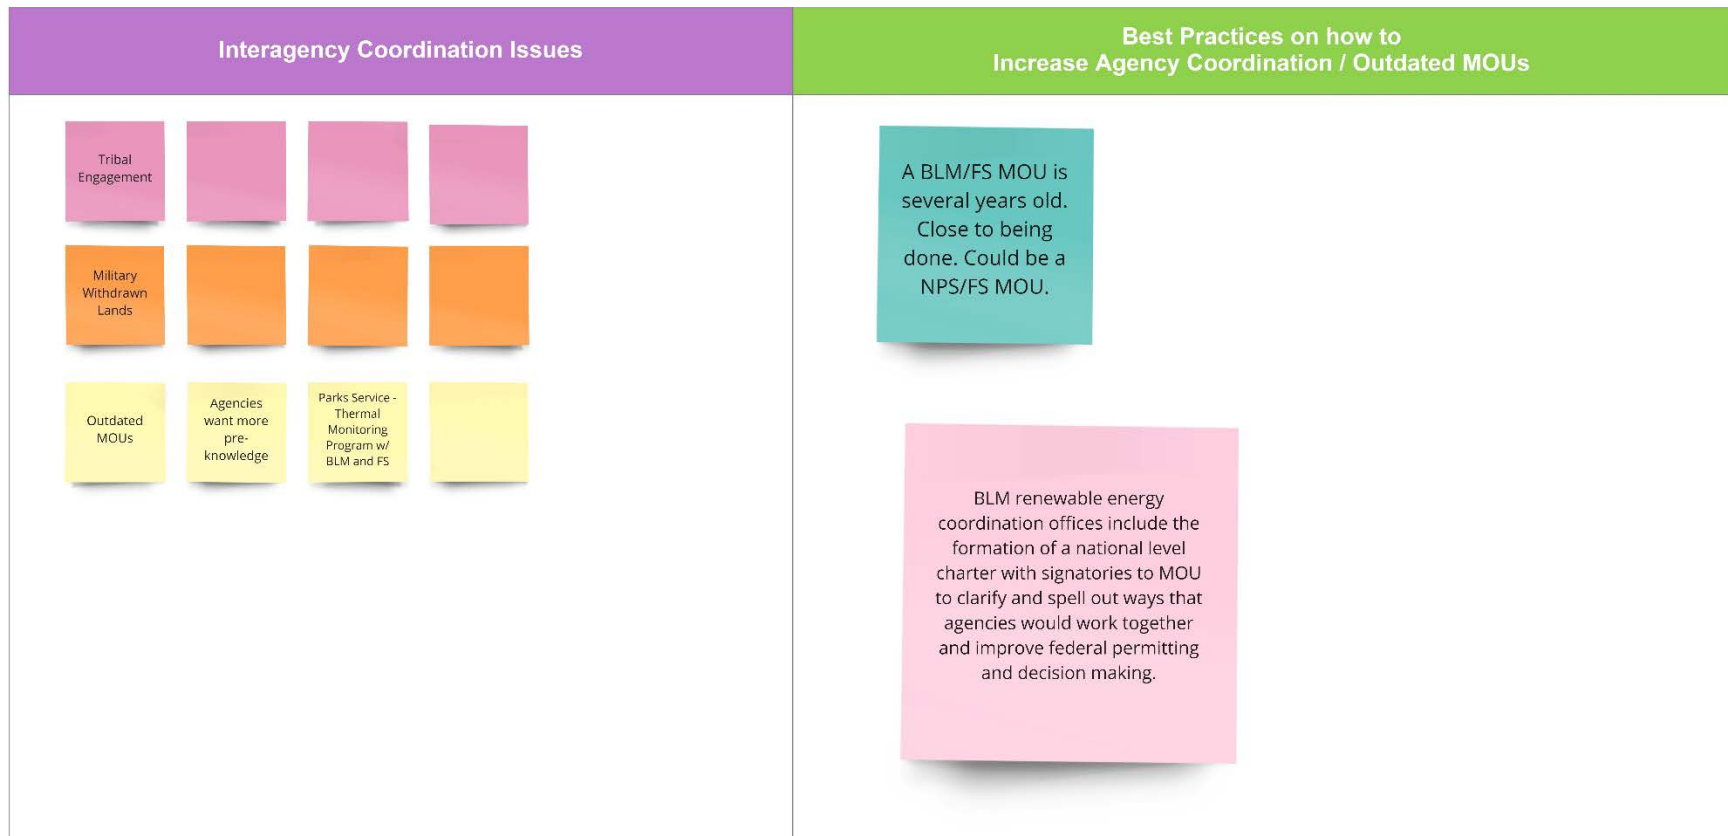 Interagency Coordination Issues
Best Practices on how to
Increase Agency Coordination / Outdated MOUs
Tribal
Engagement
Military
Withdrawn
Lands
Outdated
MOUs
Agencies
want more
pre-
knowledge
Parks Service -
Thermal
Monitoring
Program w/
BLM and FS
A BLM/FS MOU is
several years old.
Close to being
done. Could be a
NPS/FS MOU.
BLM renewable energy
coordination offices include the
formation of a national level
charter with signatories to MOU
to clarify and spell out ways that
agencies would work together
and improve federal permitting
and decision making.